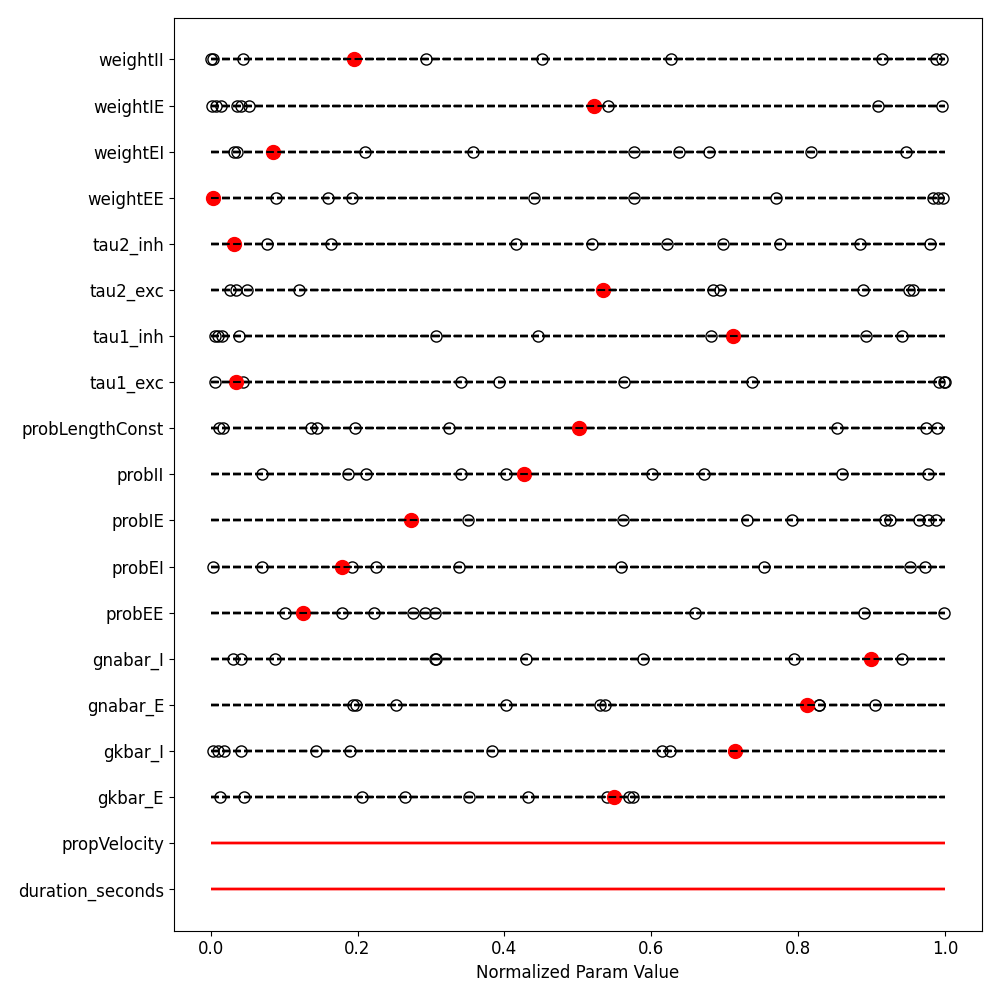 weightII
weightIE
weightEI
weightEE
tau2_inh
tau2_exc
tau1_inh
tau1_exc
probLengthConst
probII
probIE
probEI
probEE
gnabar_I
gnabar_E
gkbar_I
gkbar_E
propVelocity
duration_seconds
0.0 0.2 0.4 0.6 0.8 1.0
Normalized Param Value